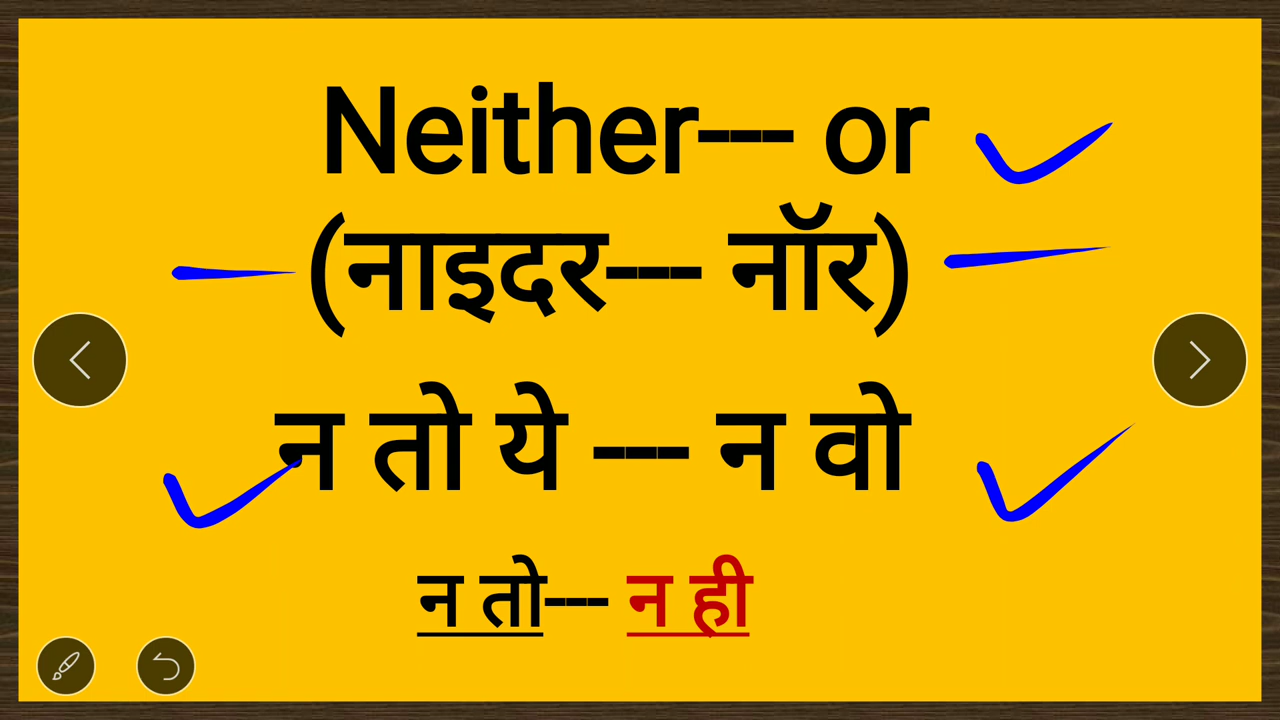 Neither--- or
(नाइदर--- नॉर)
न तो ये --- न वो
न तो--- न ही